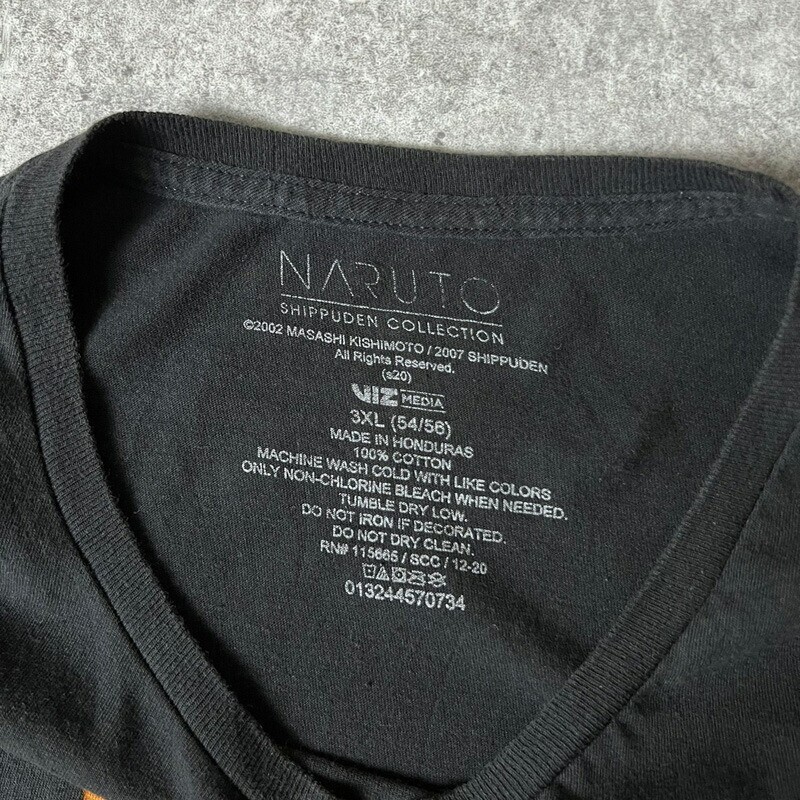 NARUTO
SHIPPUDEN COLLECTION
©2002 MASASHI KISHIMOTO / 2007 SHIPPUDEN
All Rights Reserved.
(s20)
VIZ MEDIA
3XL (54/56)
MADE IN HONDURAS
100% COTTON
MACHINE WASH COLD WITH LIKE COLORS
ONLY NON-CHLORINE BLEACH WHEN NEEDED.
TUMBLE DRY LOW.
DO NOT IRON IF DECORATED.
DO NOT DRY CLEAN.
RN# 115665 / SCC / 12-20
013244570734